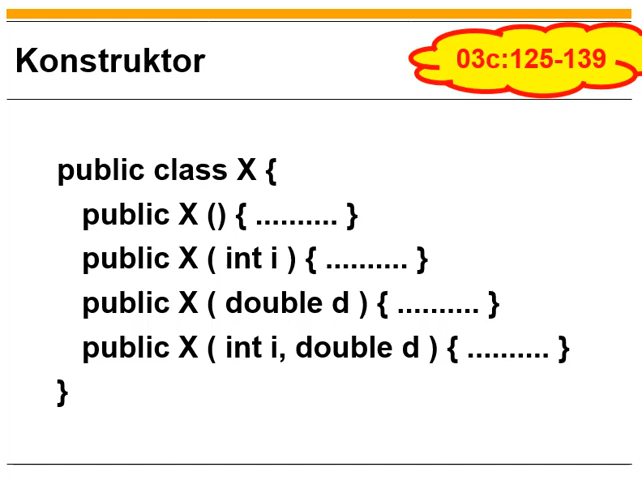 Konstruktor
03c:125-139
public class X {
public X () { .......... }
public X ( int i ) { .......... }
public X ( double d ) { .......... }
public X ( int i, double d ) { .......... }
}